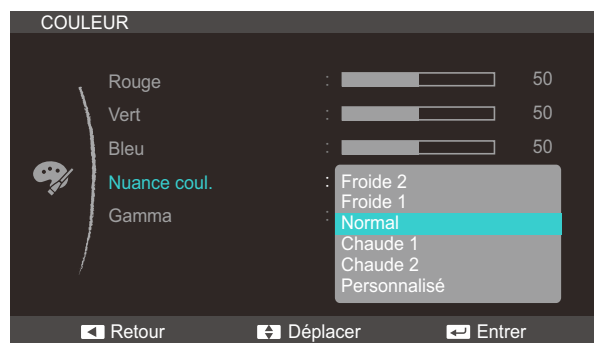 COULEUR
Rouge : 50
Vert : 50
Bleu : 50
Nuance coul. : Froide 2
Froide 1
Normal
Gamma :
Chaude 1
Chaude 2
Personnalisé
Retour Déplacer Entrer